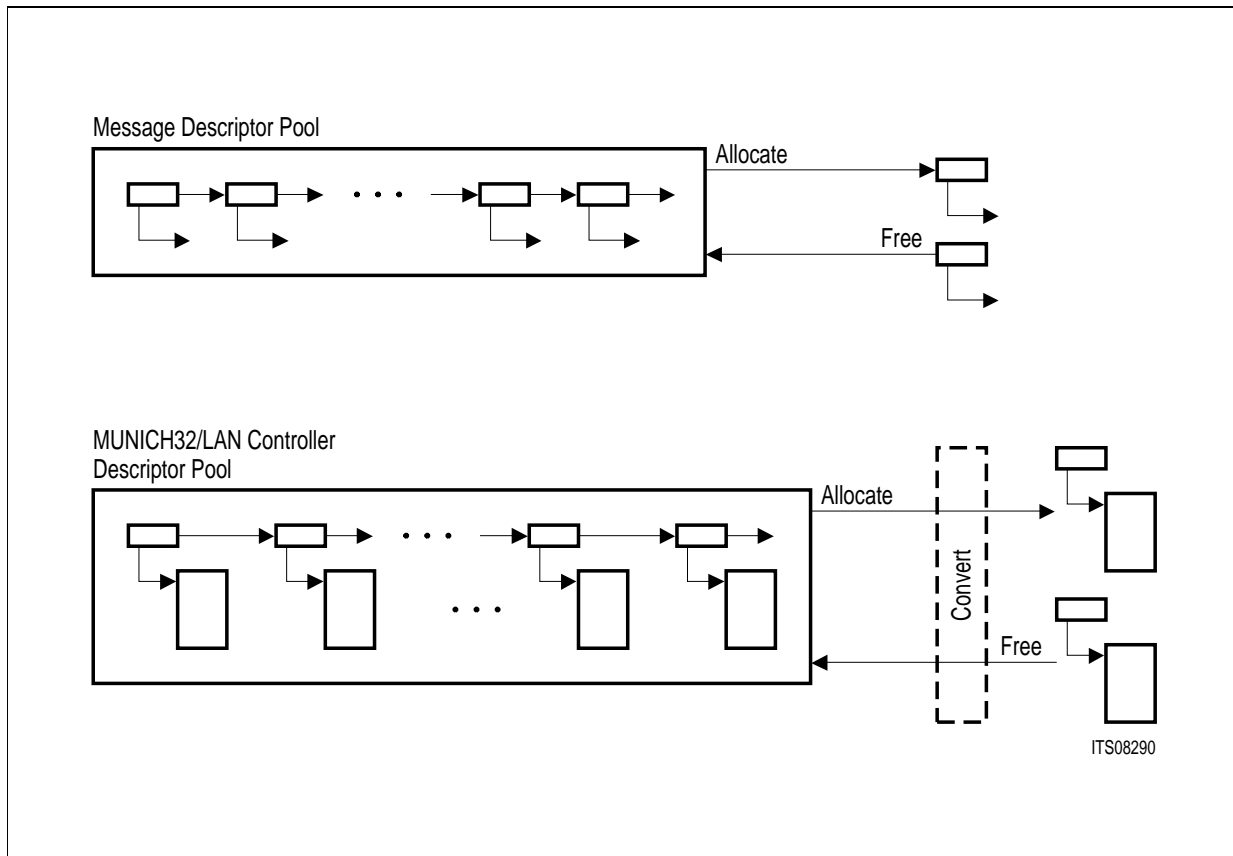 Message Descriptor Pool
Allocate
Free
MUNICH32/LAN Controller
Descriptor Pool
Allocate
Convert
Free
ITS08290